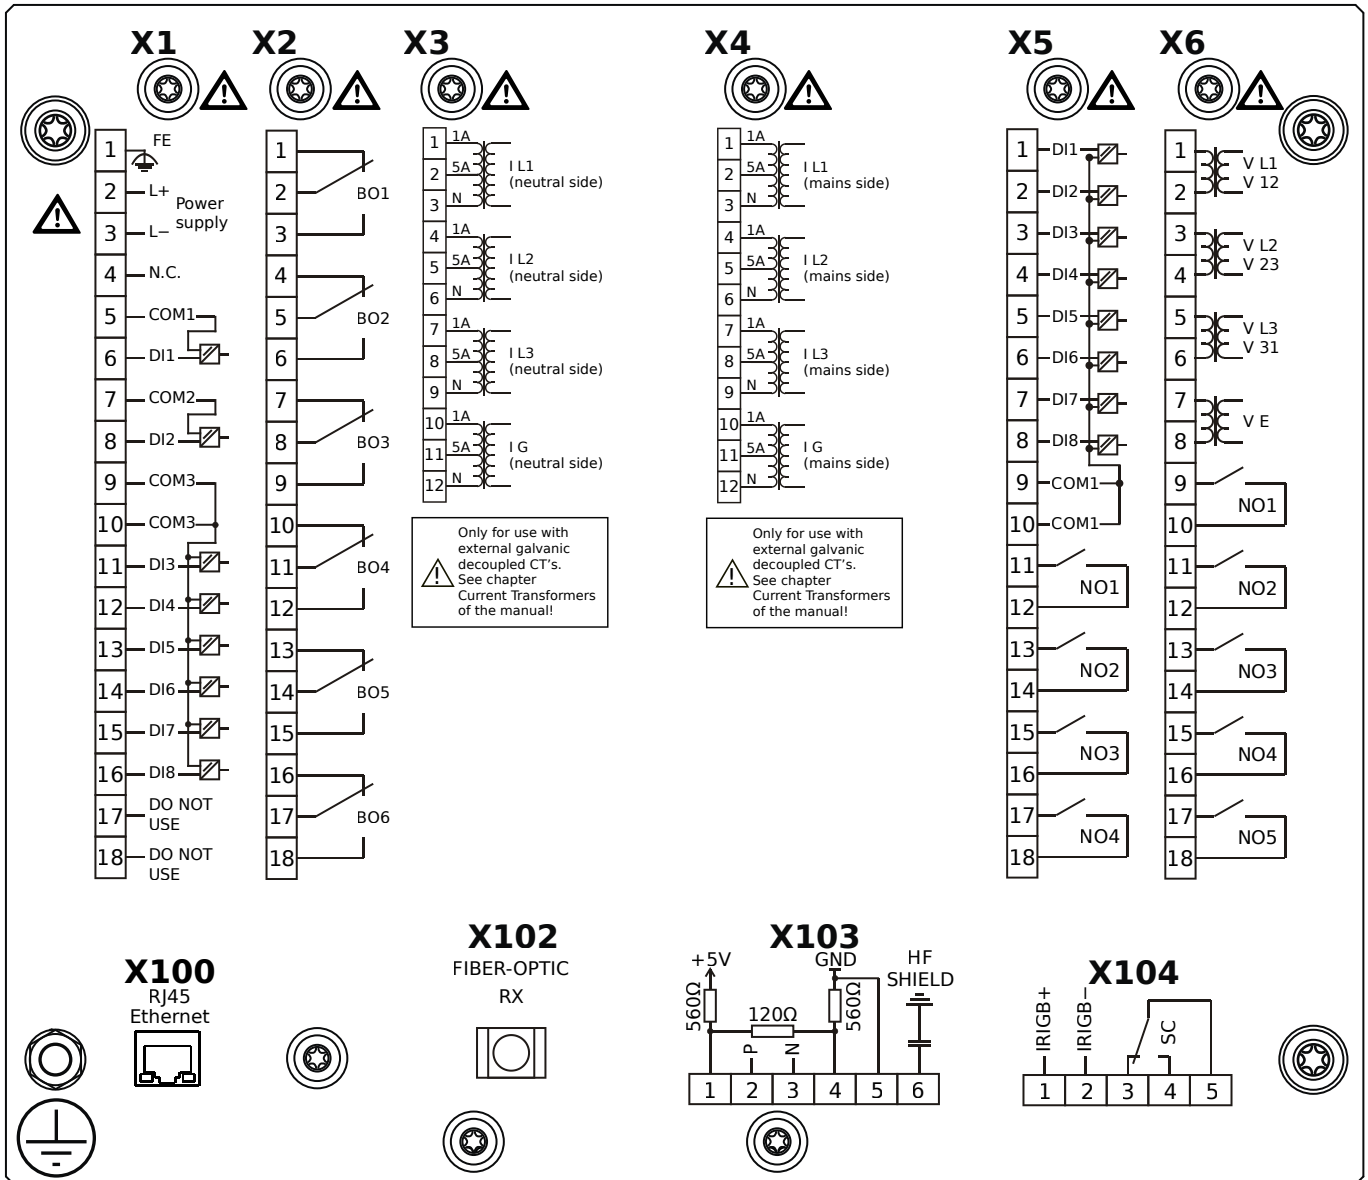 X1
X2
X3
X4
X5
X6
1
FE
2
L+
Power
supply
3
L−
4
N.C.
5
COM1
6
DI1
7
COM2
8
DI2
9
COM3
10
COM3
11
DI3
12
DI4
13
DI5
14
DI6
15
DI7
16
DI8
17
DO NOT
USE
18
DO NOT
USE
1
2
BO1
3
4
5
BO2
6
7
8
BO3
9
10
11
BO4
12
13
14
BO5
15
16
17
BO6
18
1
1A
2
5A
I L1
(neutral side)
3
N
4
1A
5
5A
I L2
(neutral side)
6
N
7
1A
8
5A
I L3
(neutral side)
9
N
10
1A
11
5A
I G
(neutral side)
12
N
Only for use with
external galvanic
decoupled CT's.
See chapter
Current Transformers
of the manual!
1
1A
2
5A
I L1
(mains side)
3
N
4
1A
5
5A
I L2
(mains side)
6
N
7
1A
8
5A
I L3
(mains side)
9
N
10
1A
11
5A
I G
(mains side)
12
N
Only for use with
external galvanic
decoupled CT's.
See chapter
Current Transformers
of the manual!
1
DI1
2
DI2
3
DI3
4
DI4
5
DI5
6
DI6
7
DI7
8
DI8
9
COM1
10
COM1
11
NO1
12
13
NO2
14
15
NO3
16
17
NO4
18
1
V L1
V 12
2
3
V L2
V 23
4
5
V L3
V 31
6
7
V E
8
9
NO1
10
11
NO2
12
13
NO3
14
15
NO4
16
17
NO5
18
X100
RJ45
Ethernet
X102
FIBER-OPTIC
RX
X103
+5V
GND
HF
SHIELD
560Ω
120Ω
560Ω
P
N
1 2 3 4 5 6
X104
IRIGB+
IRIGB−
SC
1 2 3 4 5